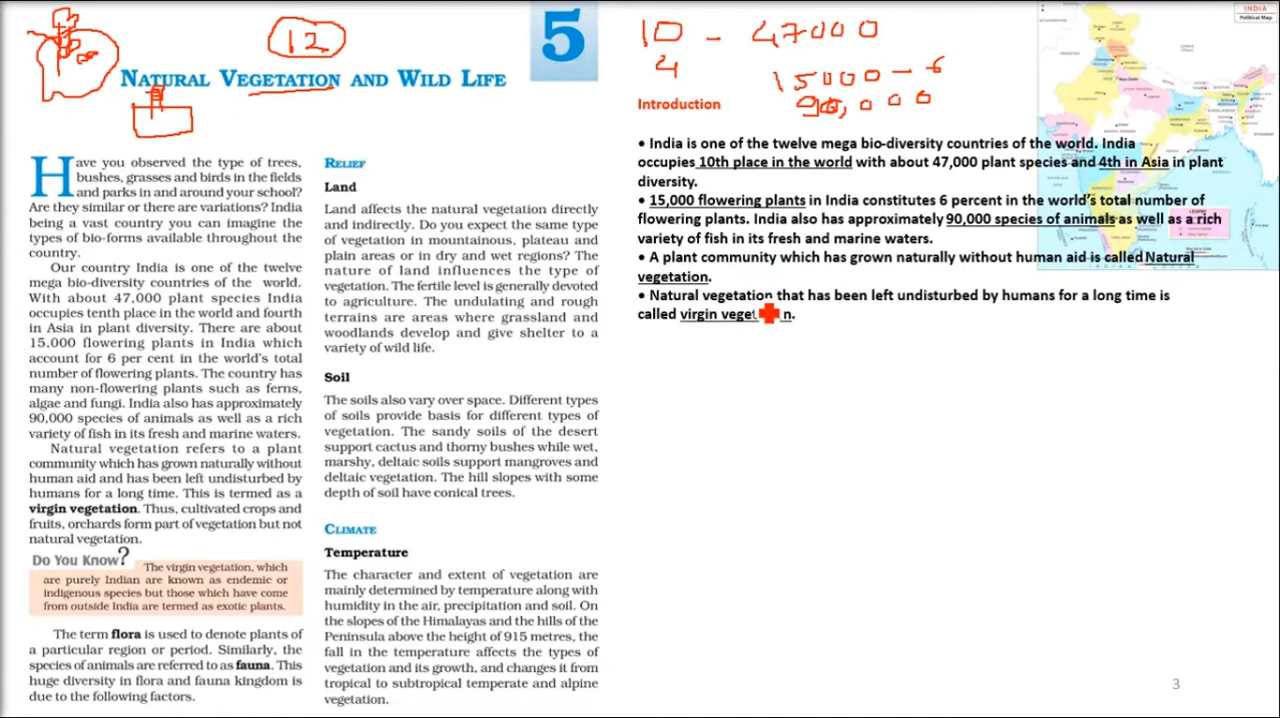 12
5
NATURAL VEGETATION AND WILD LIFE
Have you observed the type of trees,
bushes, grasses and birds in the fields
and parks in and around your school?
Are they similar or there are variations? India
being a vast country you can imagine the
types of bio-forms available throughout the
country.
Our country India is one of the twelve
mega bio-diversity countries of the world.
With about 47,000 plant species India
occupies tenth place in the world and fourth
in Asia in plant diversity. There are about
15,000 flowering plants in India which
account for 6 per cent in the world's total
number of flowering plants. The country has
many non-flowering plants such as ferns,
algae and fungi. India also has approximately
90,000 species of animals as well as a rich
variety of fish in its fresh and marine waters.
Natural vegetation refers to a plant
community which has grown naturally without
human aid and has been left undisturbed by
humans for a long time. This is termed as a
virgin vegetation. Thus, cultivated crops and
fruits, orchards form part of vegetation but not
natural vegetation.
Do You Know?
The virgin vegetation, which
are purely Indian are known as endemic or
indigenous species but those which have come
from outside India are termed as exotic plants.
The term flora is used to denote plants of
a particular region or period. Similarly, the
species of animals are referred to as fauna. This
huge diversity in flora and fauna kingdom is
due to the following factors.
RELIEF
Land
Land affects the natural vegetation directly
and indirectly. Do you expect the same type
of vegetation in mountainous, plateau and
plain areas or in dry and wet regions? The
nature of land influences the type of
vegetation. The fertile level is generally devoted
to agriculture. The undulating and rough
terrains are areas where grassland and
woodlands develop and give shelter to a
variety of wild life.
Soil
The soils also vary over space. Different types
of soils provide basis for different types of
vegetation. The sandy soils of the desert
support cactus and thorny bushes while wet,
marshy, deltaic soils support mangroves and
deltaic vegetation. The hill slopes with some
depth of soil have conical trees.
CLIMATE
Temperature
The character and extent of vegetation are
mainly determined by temperature along with
humidity in the air, precipitation and soil. On
the slopes of the Himalayas and the hills of the
Peninsula above the height of 915 metres, the
fall in the temperature affects the types of
vegetation and its growth, and changes it from
tropical to subtropical temperate and alpine
vegetation.
10 - 47000
4
15000 - 6
90,000
INDIA
Political Map
Introduction
• India is one of the twelve mega bio-diversity countries of the world. India
occupies 10th place in the world with about 47,000 plant species and 4th in Asia in plant
diversity.
• 15,000 flowering plants in India constitutes 6 percent in the world's total number of
flowering plants. India also has approximately 90,000 species of animals as well as a rich
variety of fish in its fresh and marine waters.
• A plant community which has grown naturally without human aid is called Natural
vegetation.
• Natural vegetation that has been left undisturbed by humans for a long time is
called virgin veget n.
3